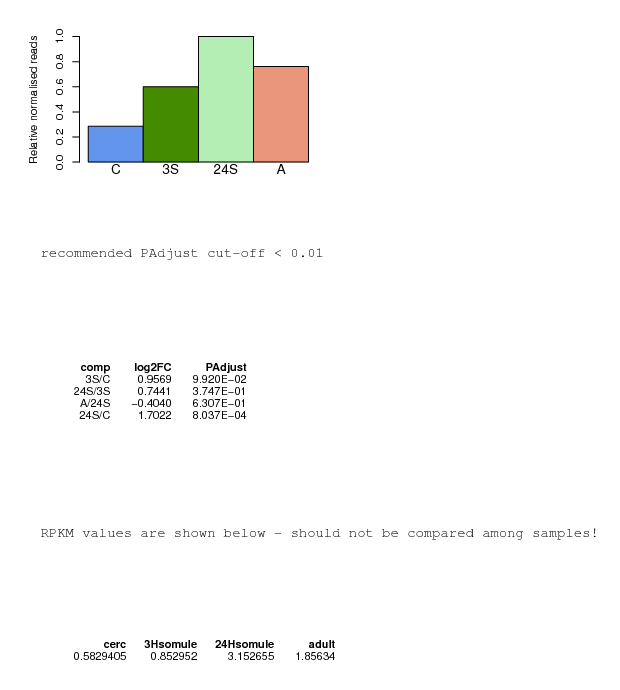 Relative normalised reads
1.0
0.8
0.6
0.4
0.2
0.0
C 3S 24S A
recommended PAdjust cut-off < 0.01
comp log2FC PAdjust
3S/C 0.9569 9.920E−02
24S/3S 0.7441 3.747E−01
A/24S −0.4040 6.307E−01
24S/C 1.7022 8.037E−04
RPKM values are shown below - should not be compared among samples!
cerc 3Hsomule 24Hsomule adult
0.5829405 0.852952 3.152655 1.85634